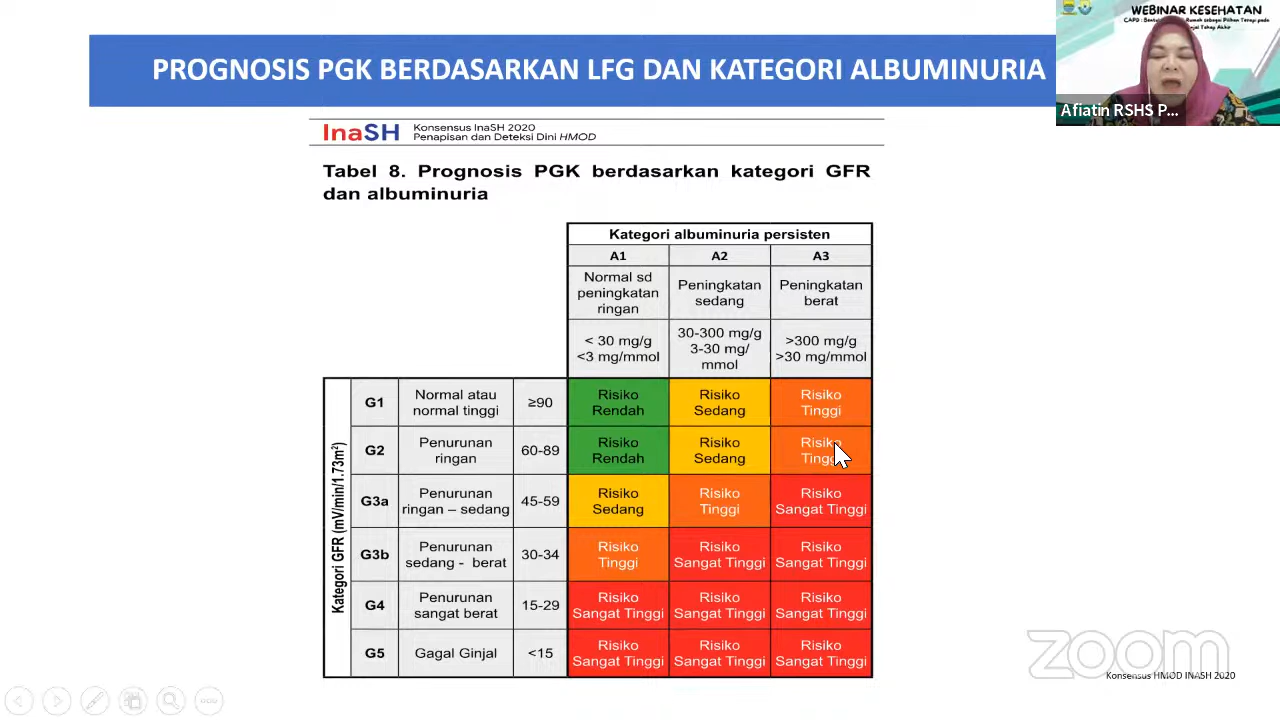 WEBINAR KESEHATAN
PROGNOSIS PGK BERDASARKAN LFG DAN KATEGORI ALBUMINURIA
Afiatin RSHS P...
InaSH
Konsensus InaSH 2020
Penapisan dan Deteksi Dini HMOD
Tabel 8. Prognosis PGK berdasarkan kategori GFR
dan albuminuria
Kategori albuminuria persisten
A1 A2 A3
Normal sd
peningkatan
ringan
Peningkatan
sedang
Peningkatan
berat
< 30 mg/g
<3 mg/mmol
30-300 mg/g
3-30 mg/
mmol
>300 mg/g
>30 mg/mmol
Kategori GFR (mV/min/1.73m²)
G1
Normal atau
normal tinggi
≥90
Risiko
Rendah
Risiko
Sedang
Risiko
Tinggi
G2
Penurunan
ringan
60-89
Risiko
Rendah
Risiko
Sedang
Risiko
Tinggi
G3a
Penurunan
ringan – sedang
45-59
Risiko
Sedang
Risiko
Tinggi
Risiko
Sangat Tinggi
G3b
Penurunan
sedang - berat
30-34
Risiko
Tinggi
Risiko
Sangat Tinggi
Risiko
Sangat Tinggi
G4
Penurunan
sangat berat
15-29
Risiko
Sangat Tinggi
Risiko
Sangat Tinggi
Risiko
Sangat Tinggi
G5
Gagal Ginjal
<15
Risiko
Sangat Tinggi
Risiko
Sangat Tinggi
Risiko
Sangat Tinggi
zoom
Konsensus HMOD INASH 2020